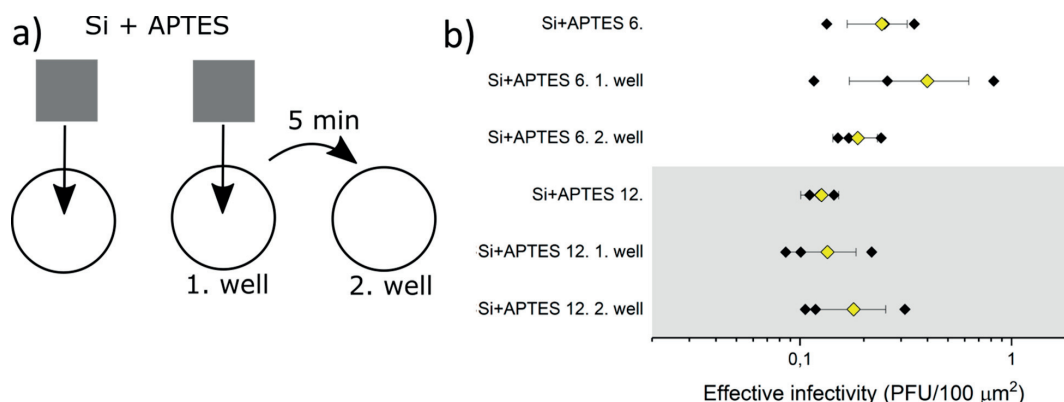 a)
Si + APTES
5 min
1. well
2. well
b)
Si+APTES 6.
Si+APTES 6. 1. well
Si+APTES 6. 2. well
Si+APTES 12.
Si+APTES 12. 1. well
Si+APTES 12. 2. well
0,1
1
Effective infectivity (PFU/100 μm²)